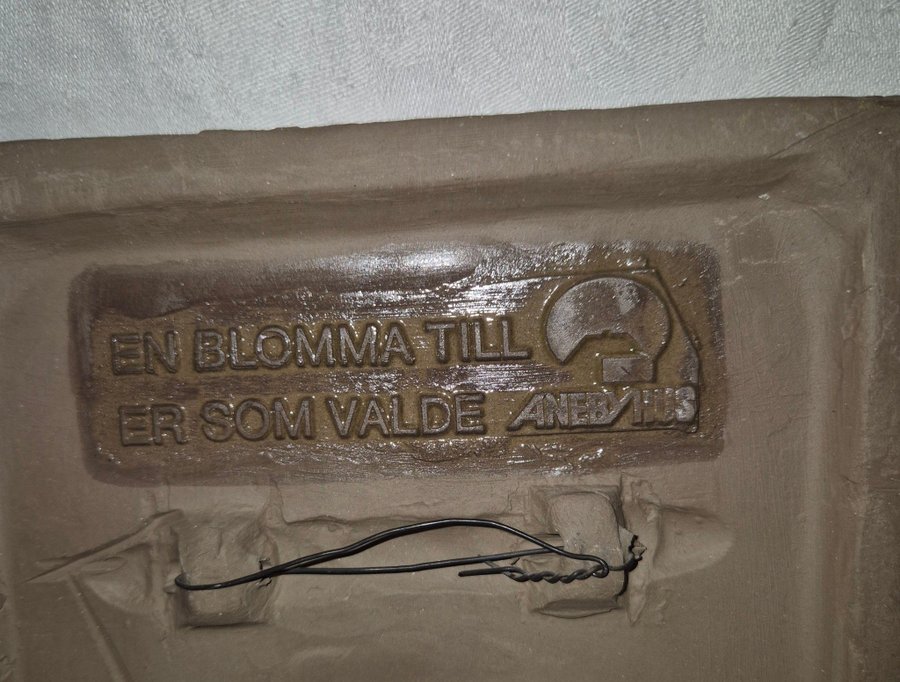 EN BLOMMA TILL
ER SOM VALDE ANEBYHUS